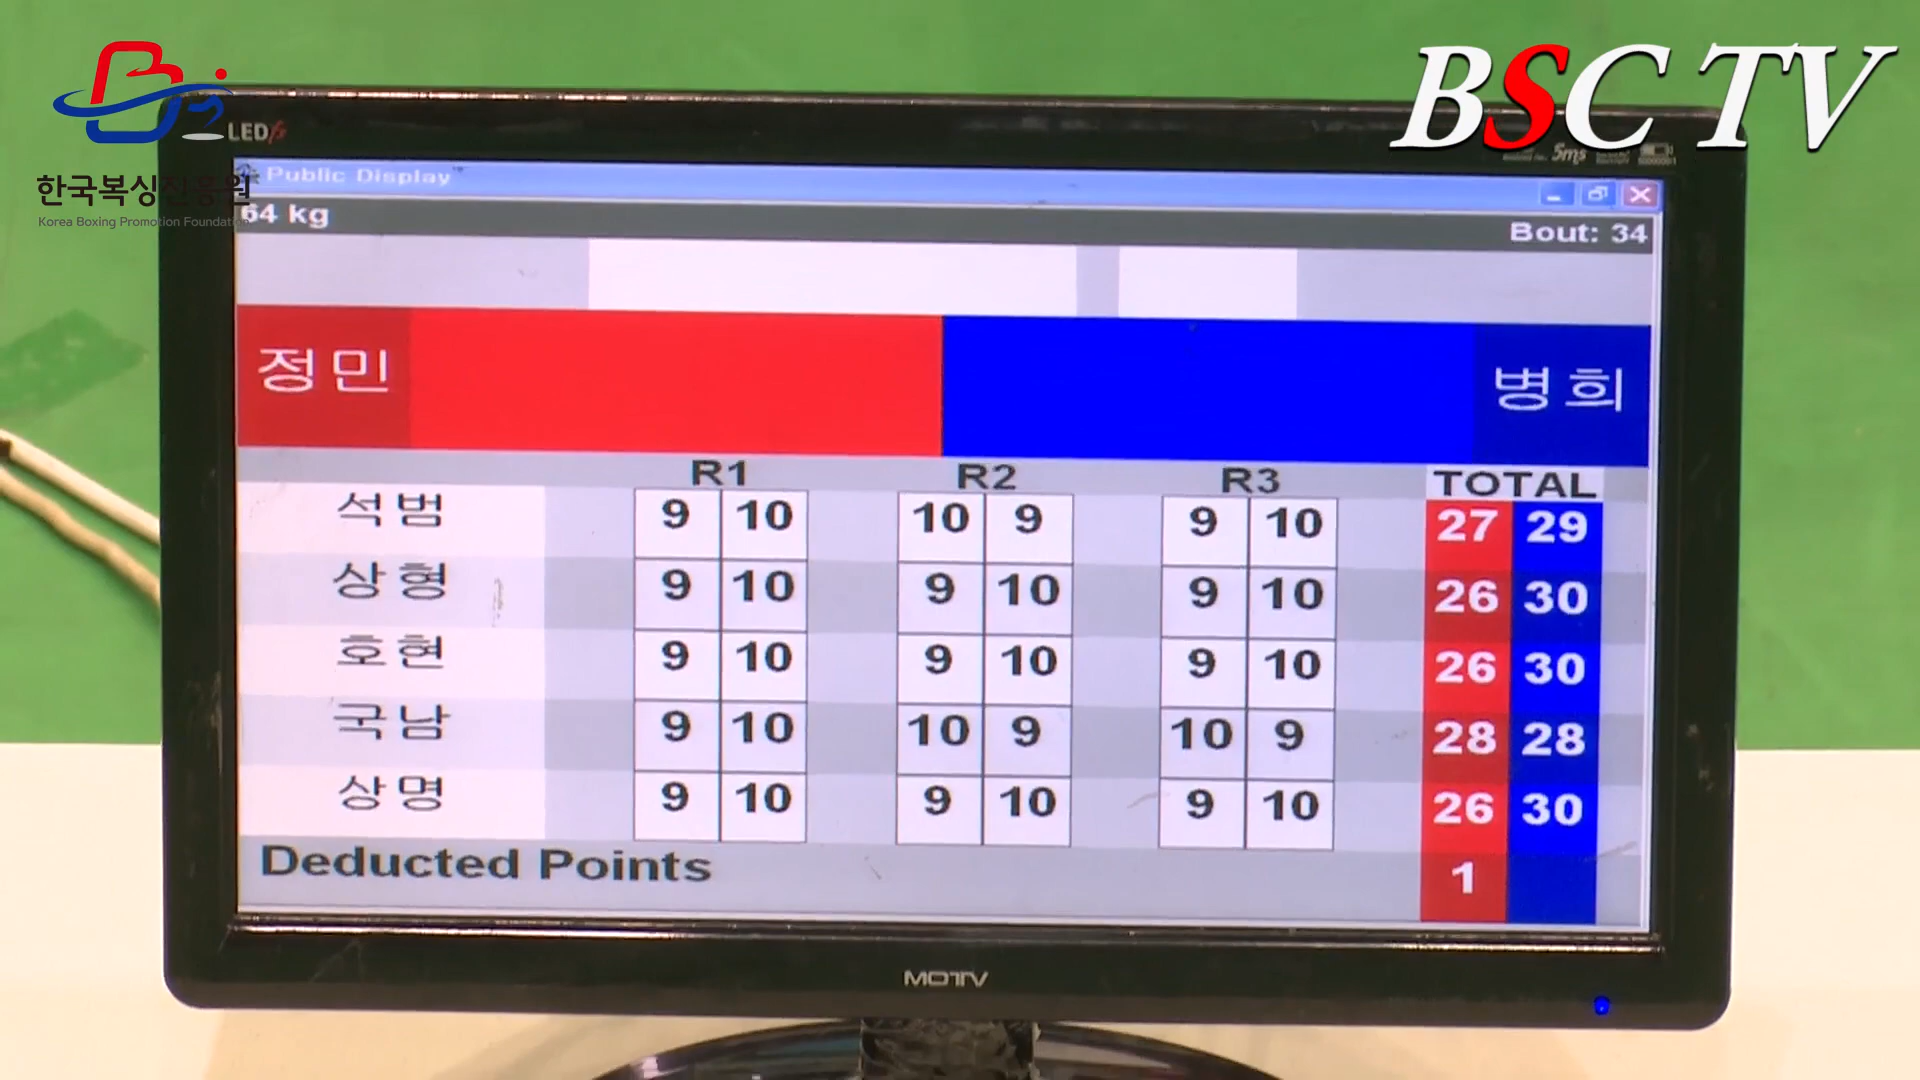 BSC TV
LED
5ms
한국복싱진흥원
Korea Boxing Promotion Foundation
Public Display
64 kg
Bout: 34
정민
병희
R1 R2 R3 TOTAL
석범 9 10 10 9 9 10 27 29
상형 9 10 9 10 9 10 26 30
호현 9 10 9 10 9 10 26 30
국남 9 10 10 9 10 9 28 28
상명 9 10 9 10 9 10 26 30
Deducted Points 1
MOTV